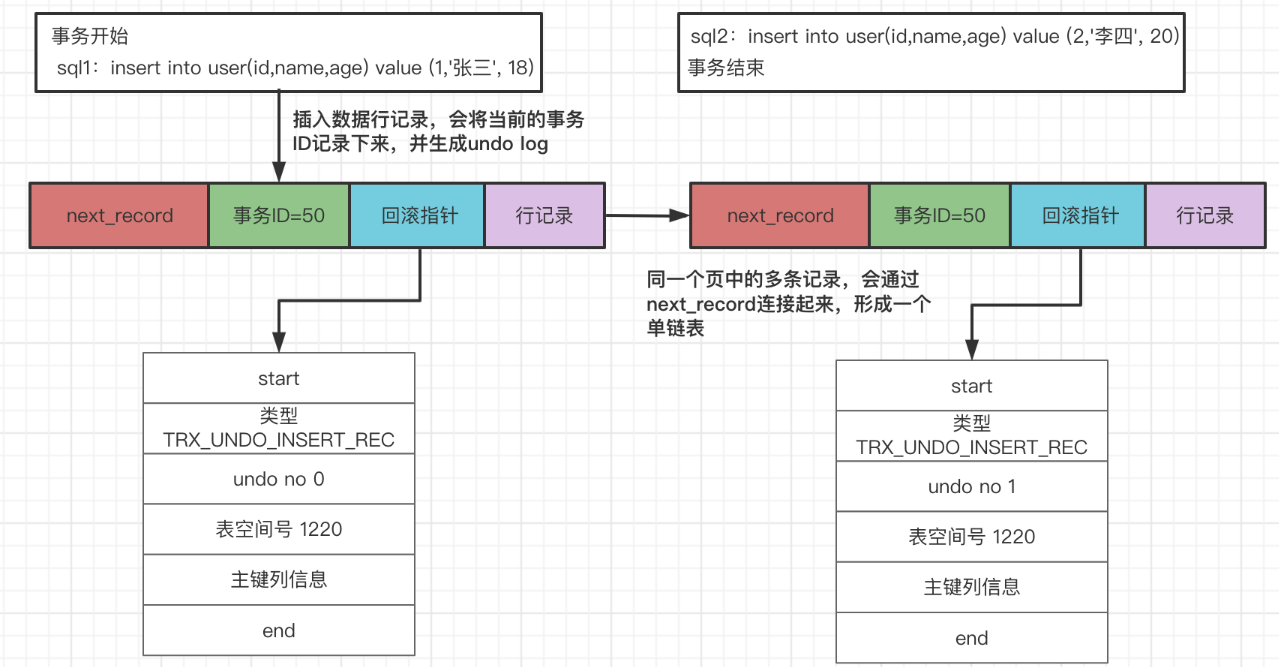 事务开始
sql1：insert into user(id,name,age) value (1,'张三', 18)
sql2：insert into user(id,name,age) value (2,'李四', 20)
事务结束
插入数据行记录，会将当前的事务
ID记录下来，并生成undo log
next_record
事务ID=50
回滚指针
行记录
next_record
事务ID=50
回滚指针
行记录
同一个页中的多条记录，会通过
next_record连接起来，形成一个
单链表
start
类型
TRX_UNDO_INSERT_REC
undo no 0
表空间号 1220
主键列信息
end
start
类型
TRX_UNDO_INSERT_REC
undo no 1
表空间号 1220
主键列信息
end